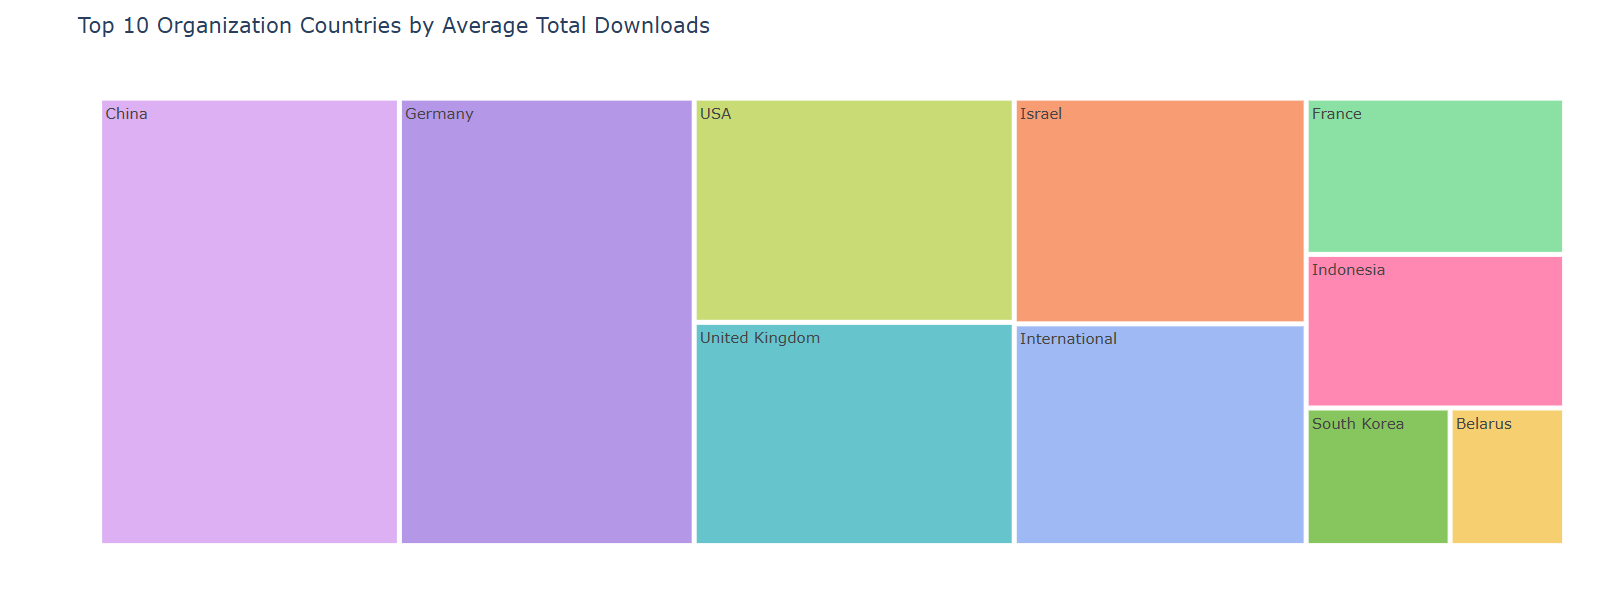 Top 10 Organization Countries by Average Total Downloads
China
Germany
USA
Israel
France
Indonesia
United Kingdom
International
South Korea
Belarus